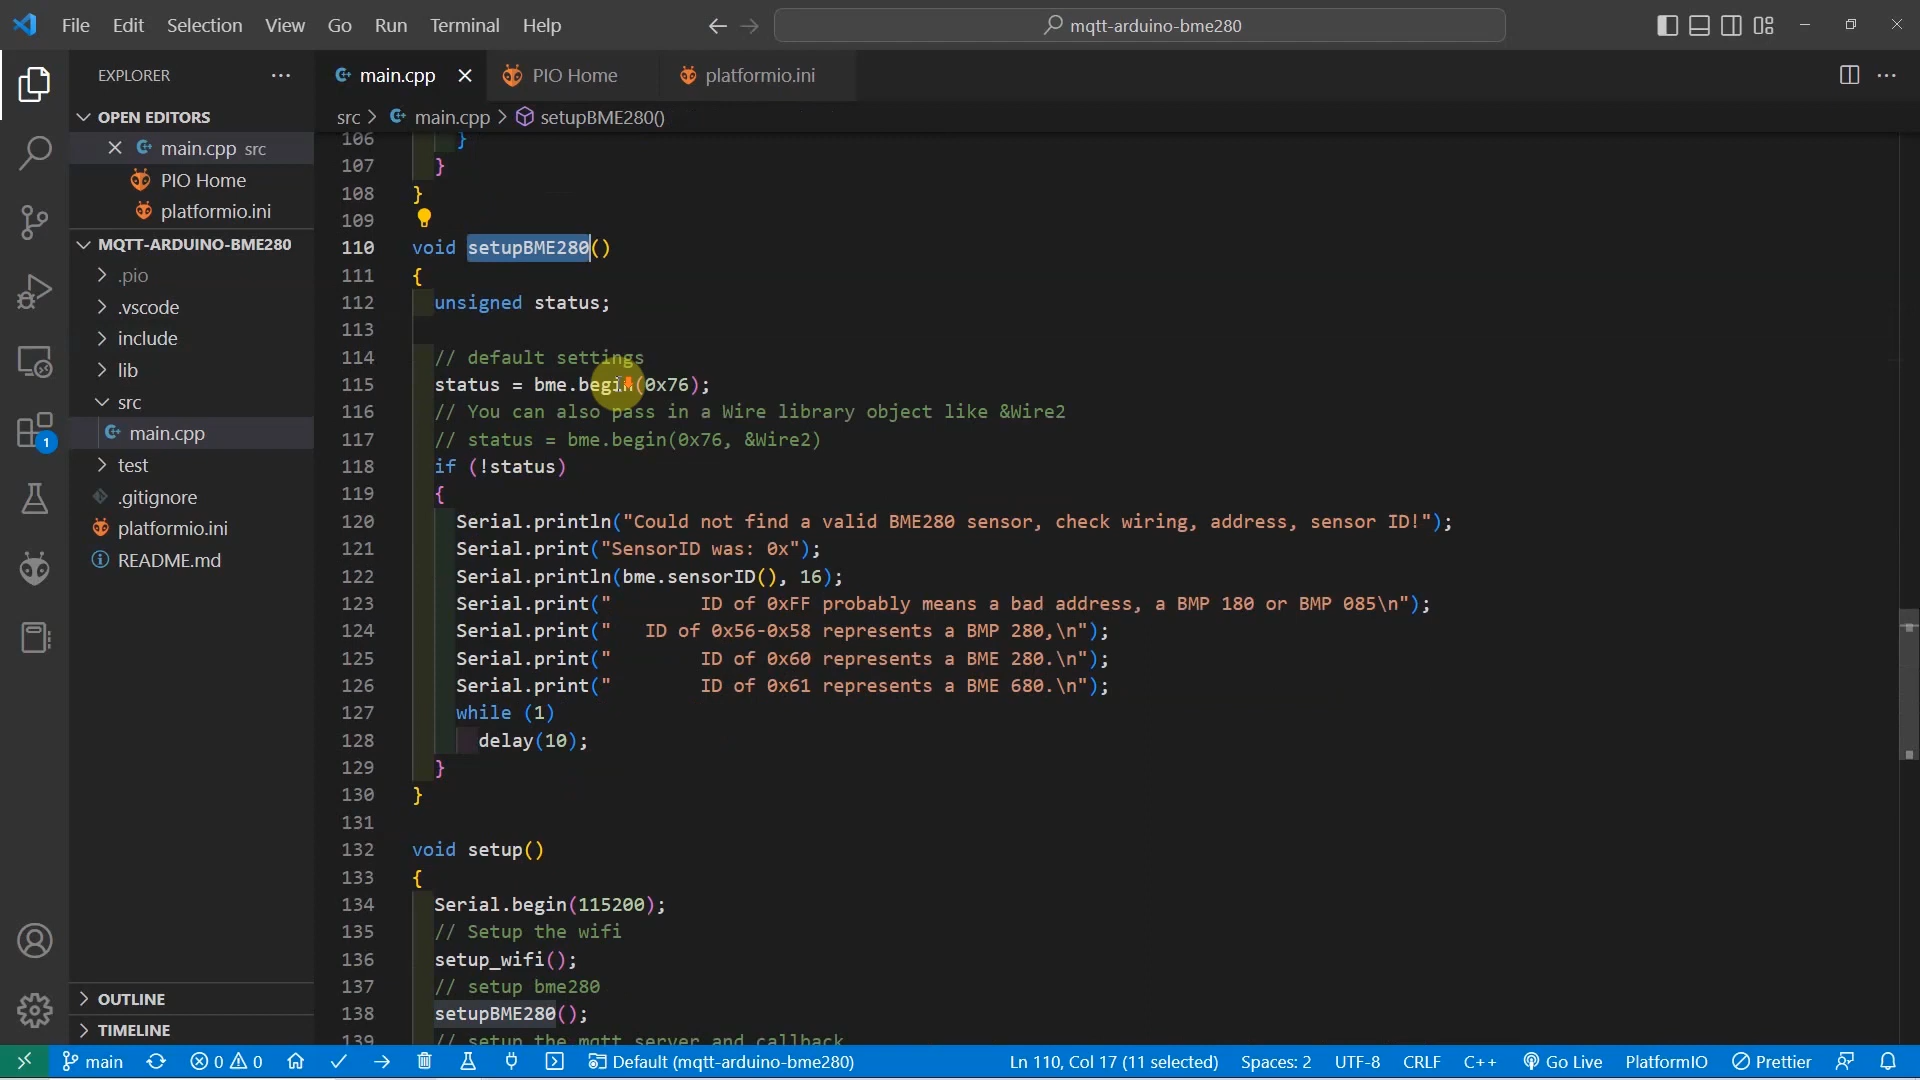 File Edit Selection View Go Run Terminal Help
mqtt-arduino-bme280
EXPLORER
OPEN EDITORS
main.cpp src
PIO Home
platformio.ini
MQTT-ARDUINO-BME280
.pio
.vscode
include
lib
src
main.cpp
test
.gitignore
platformio.ini
README.md
OUTLINE
TIMELINE
1
main.cpp PIO Home platformio.ini
src > main.cpp > setupBME280()
106 }
107 }
108 }
109
110 void setupBME280()
111 {
112 unsigned status;
113
114 // default settings
115 status = bme.begin(0x76);
116 // You can also pass in a Wire library object like &Wire2
117 // status = bme.begin(0x76, &Wire2)
118 if (!status)
119 {
120 Serial.println("Could not find a valid BME280 sensor, check wiring, address, sensor ID!");
121 Serial.print("SensorID was: 0x");
122 Serial.println(bme.sensorID(), 16);
123 Serial.print("        ID of 0xFF probably means a bad address, a BMP 180 or BMP 085\n");
124 Serial.print("   ID of 0x56-0x58 represents a BMP 280,\n");
125 Serial.print("        ID of 0x60 represents a BME 280.\n");
126 Serial.print("        ID of 0x61 represents a BME 680.\n");
127 while (1)
128 delay(10);
129 }
130 }
131
132 void setup()
133 {
134 Serial.begin(115200);
135 // Setup the wifi
136 setup_wifi();
137 // setup bme280
138 setupBME280();
139 // setup the mqtt server and callback
main 0 0 Default (mqtt-arduino-bme280) Ln 110, Col 17 (11 selected) Spaces: 2 UTF-8 CRLF C++ Go Live PlatformIO Prettier